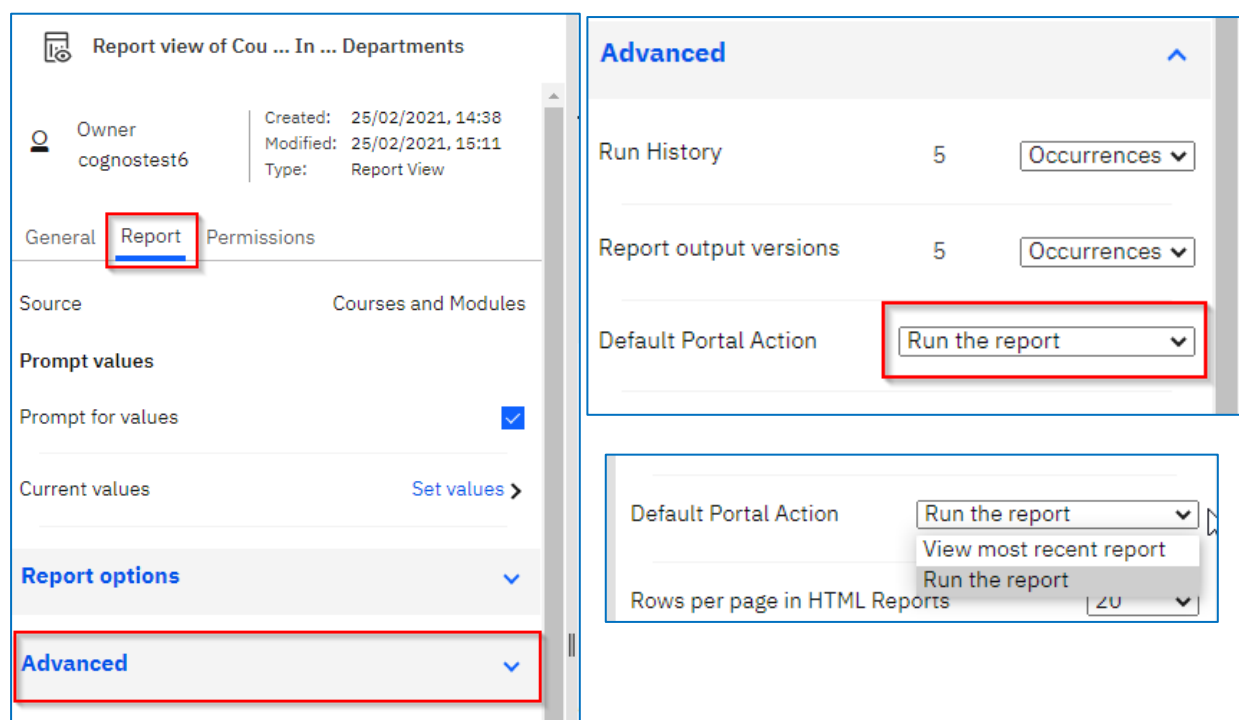 Report view of Cou ... In ... Departments
Owner
cognostest6
Created: 25/02/2021, 14:38
Modified: 25/02/2021, 15:11
Type: Report View
General Report Permissions
Source Courses and Modules
Prompt values
Prompt for values
Current values Set values
Report options
Advanced
Advanced
Run History 5 Occurrences
Report output versions 5 Occurrences
Default Portal Action Run the report
Default Portal Action Run the report
View most recent report
Run the report
Rows per page in HTML Reports 20